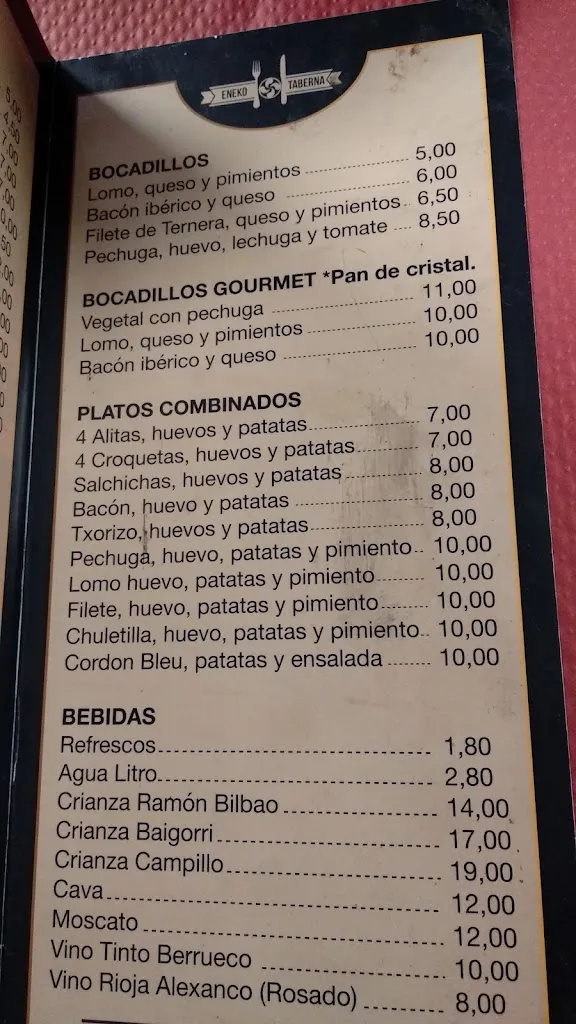 ENEKO TABERNA
BOCADILLOS
Lomo, queso y pimientos ........ 5,00
Bacón ibérico y queso ........ 6,00
Filete de Ternera, queso y pimientos.. 6,50
Pechuga, huevo, lechuga y tomate .... 8,50
BOCADILLOS GOURMET *Pan de cristal.
Vegetal con pechuga ........ 11,00
Lomo, queso y pimientos ........ 10,00
Bacón ibérico y queso ........ 10,00
PLATOS COMBINADOS
4 Alitas, huevos y patatas ........ 7,00
4 Croquetas, huevos y patatas ........ 7,00
Salchichas, huevos y patatas ........ 8,00
Bacón, huevo y patatas ........ 8,00
Txorizo, huevos y patatas ........ 8,00
Pechuga, huevo, patatas y pimiento.. 10,00
Lomo huevo, patatas y pimiento ........ 10,00
Filete, huevo, patatas y pimiento ........ 10,00
Chuletilla, huevo, patatas y pimiento.. 10,00
Cordon Bleu, patatas y ensalada ........ 10,00
BEBIDAS
Refrescos ........ 1,80
Agua Litro ........ 2,80
Crianza Ramón Bilbao ........ 14,00
Crianza Baigorri ........ 17,00
Crianza Campillo ........ 19,00
Cava ........ 12,00
Moscato ........ 12,00
Vino Tinto Berrueco ........ 10,00
Vino Rioja Alexanco (Rosado) ........ 8,00